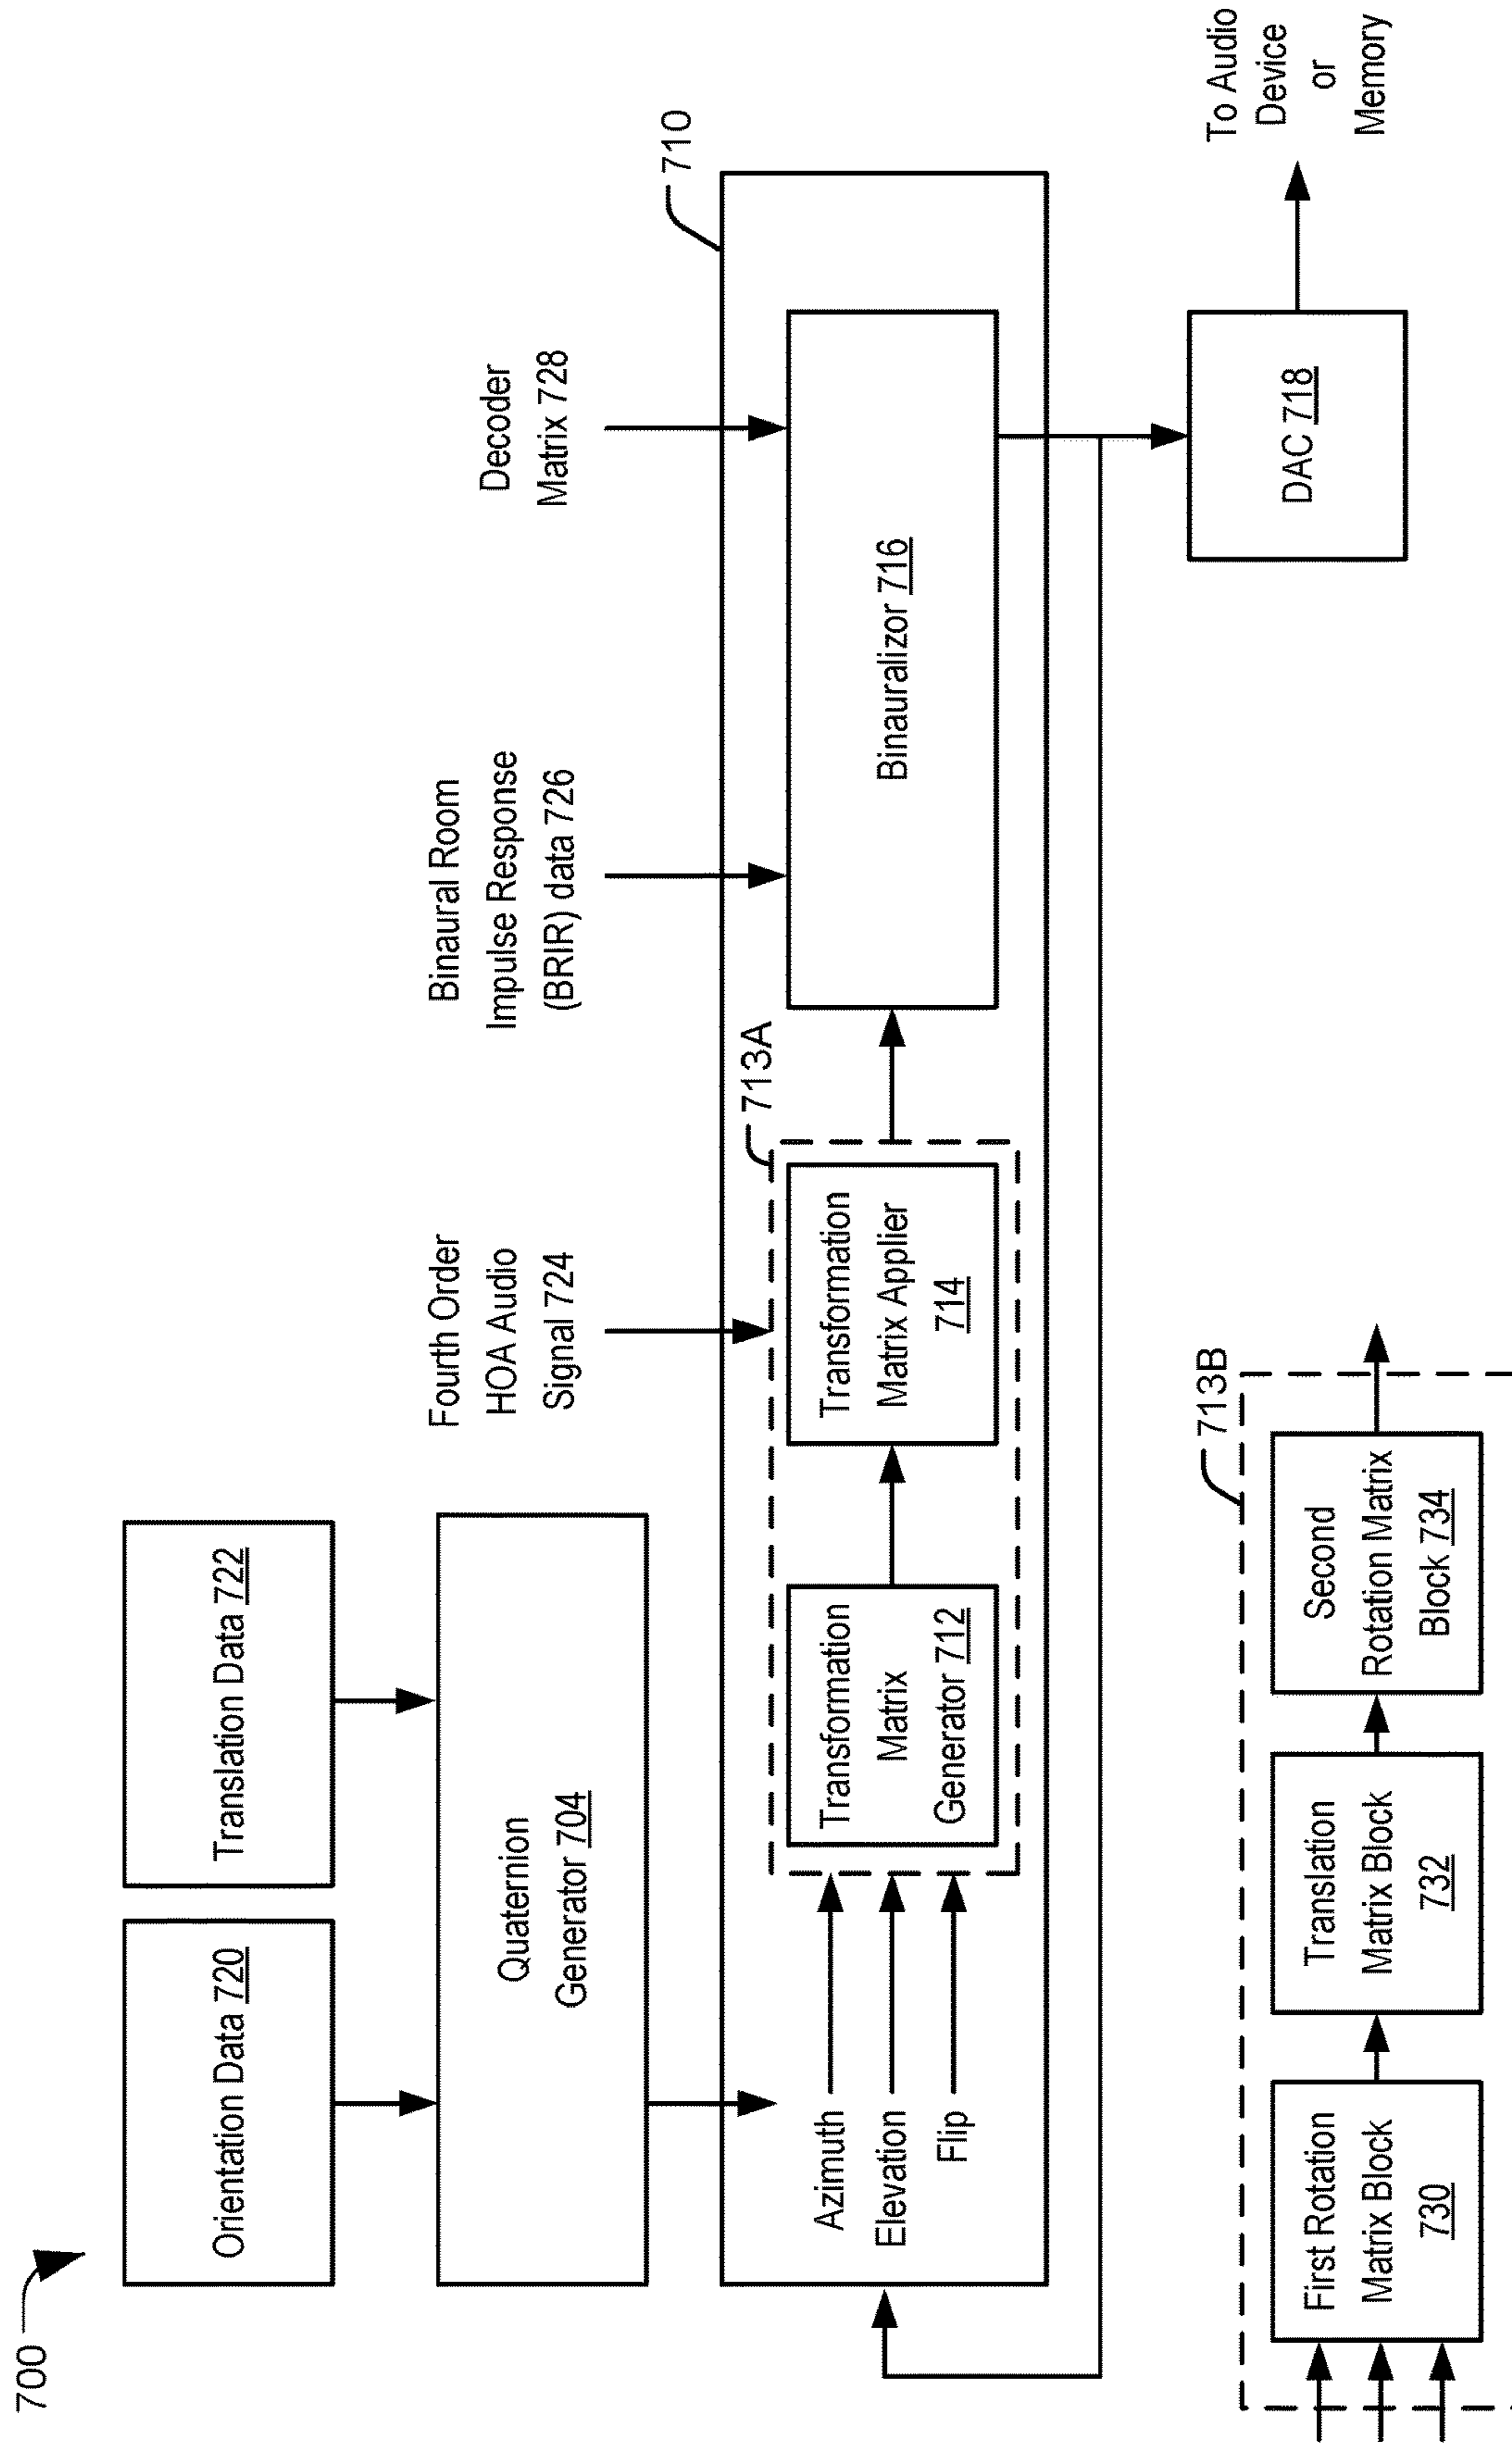 700
Orientation Data 720
Translation Data 722
Quaternion
Generator 704
Fourth Order
HOA Audio
Signal 724
Binaural Room
Impulse Response
(BRIR) data 726
Decoder
Matrix 728
710
713A
Azimuth
Elevation
Flip
Transformation
Matrix
Generator 712
Transformation
Matrix Applier
714
Binauralizor 716
DAC 718
To Audio
Device
or
Memory
713B
First Rotation
Matrix Block
730
Translation
Matrix Block
732
Second
Rotation Matrix
Block 734